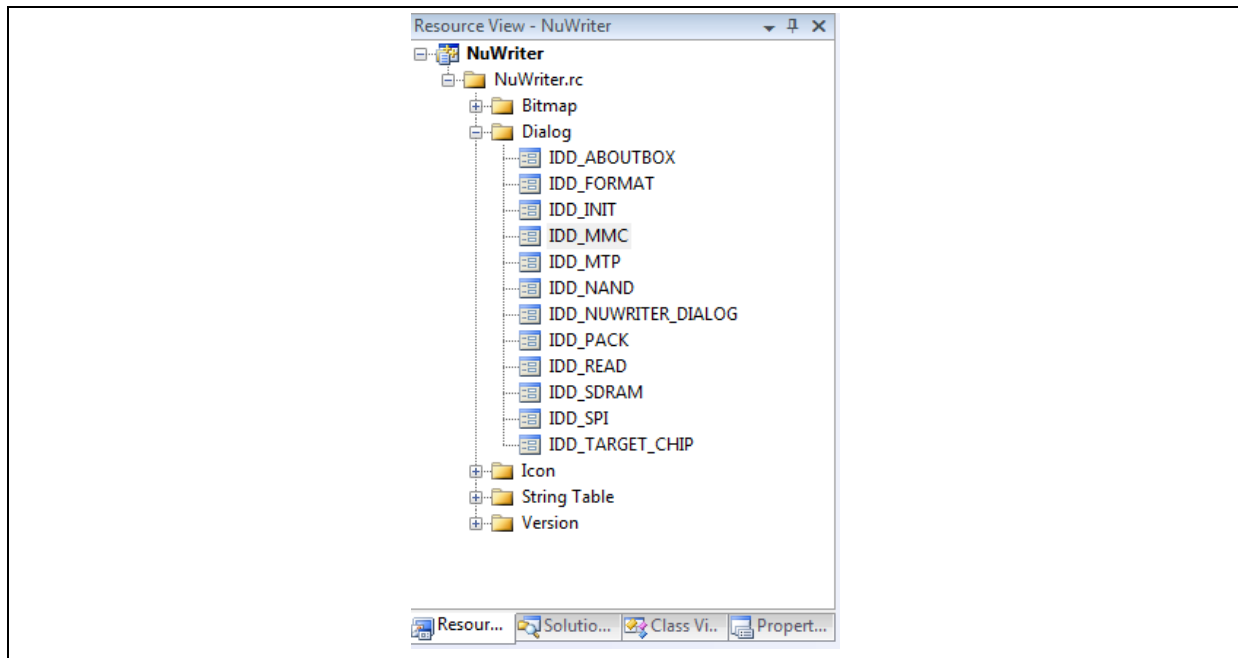 Resource View - NuWriter
NuWriter
NuWriter.rc
Bitmap
Dialog
IDD_ABOUTBOX
IDD_FORMAT
IDD_INIT
IDD_MMC
IDD_MTP
IDD_NAND
IDD_NUWRITER_DIALOG
IDD_PACK
IDD_READ
IDD_SDRAM
IDD_SPI
IDD_TARGET_CHIP
Icon
String Table
Version
Resour... Solutio... Class Vi.. Propert...